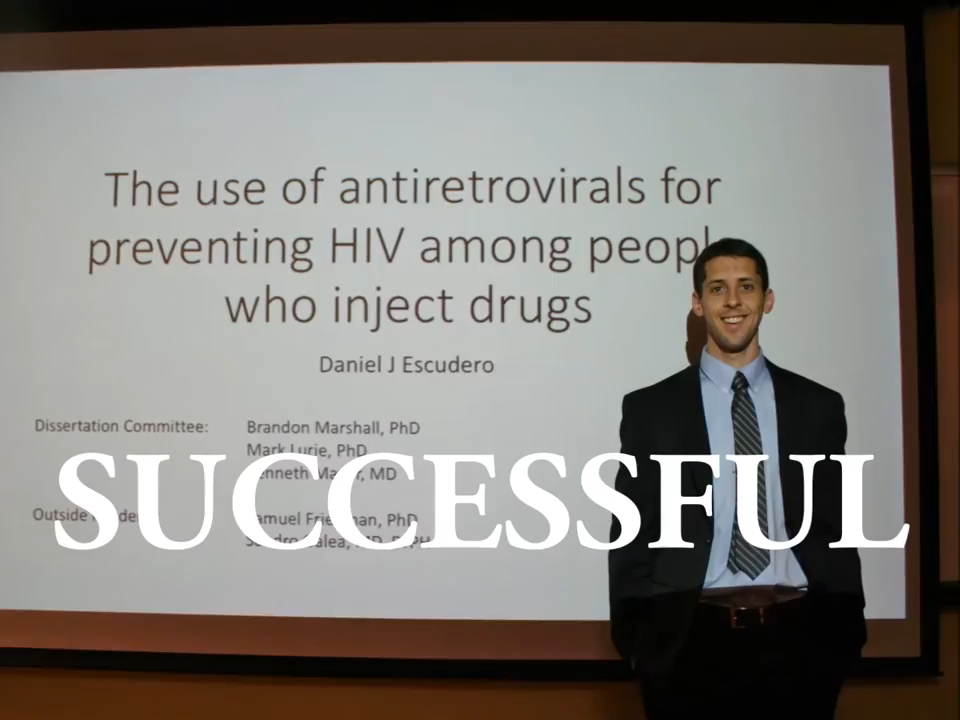 The use of antiretrovirals for
preventing HIV among
who inject drugs
Daniel J Escudero
Dissertation Committee: Brandon Marshall, PhD
Mark Lurie, PhD
MD
SUCCESSFUL
Outside
PhD